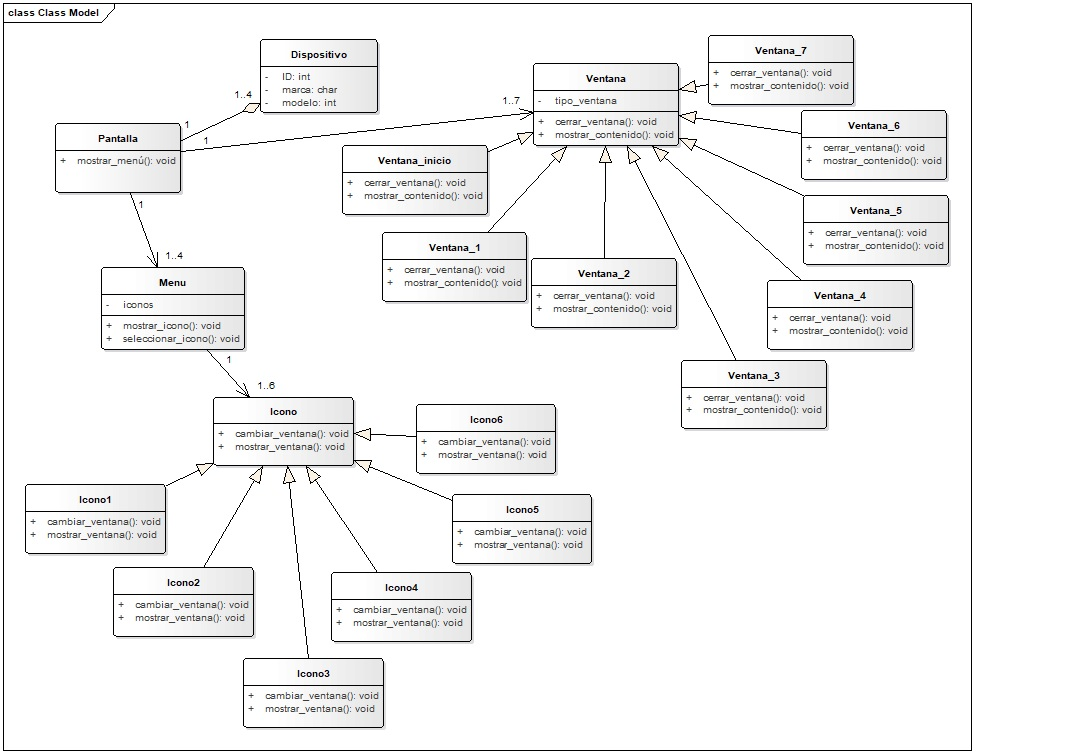 class Class Model
Dispositivo
- ID: int
- marca: char
- modelo: int
1..4
1
Pantalla
+ mostrar_menú(): void
1
1..7
1
1..4
Ventana
- tipo_ventana
+ cerrar_ventana(): void
+ mostrar_contenido(): void
Ventana_7
+ cerrar_ventana(): void
+ mostrar_contenido(): void
Ventana_6
+ cerrar_ventana(): void
+ mostrar_contenido(): void
Ventana_inicio
+ cerrar_ventana(): void
+ mostrar_contenido(): void
Ventana_5
+ cerrar_ventana(): void
+ mostrar_contenido(): void
Ventana_1
+ cerrar_ventana(): void
+ mostrar_contenido(): void
Ventana_2
+ cerrar_ventana(): void
+ mostrar_contenido(): void
Ventana_4
+ cerrar_ventana(): void
+ mostrar_contenido(): void
Ventana_3
+ cerrar_ventana(): void
+ mostrar_contenido(): void
Menu
- iconos
+ mostrar_icono(): void
+ seleccionar_icono(): void
1
1..6
Icono
+ cambiar_ventana(): void
+ mostrar_ventana(): void
Icono6
+ cambiar_ventana(): void
+ mostrar_ventana(): void
Icono1
+ cambiar_ventana(): void
+ mostrar_ventana(): void
Icono5
+ cambiar_ventana(): void
+ mostrar_ventana(): void
Icono2
+ cambiar_ventana(): void
+ mostrar_ventana(): void
Icono4
+ cambiar_ventana(): void
+ mostrar_ventana(): void
Icono3
+ cambiar_ventana(): void
+ mostrar_ventana(): void